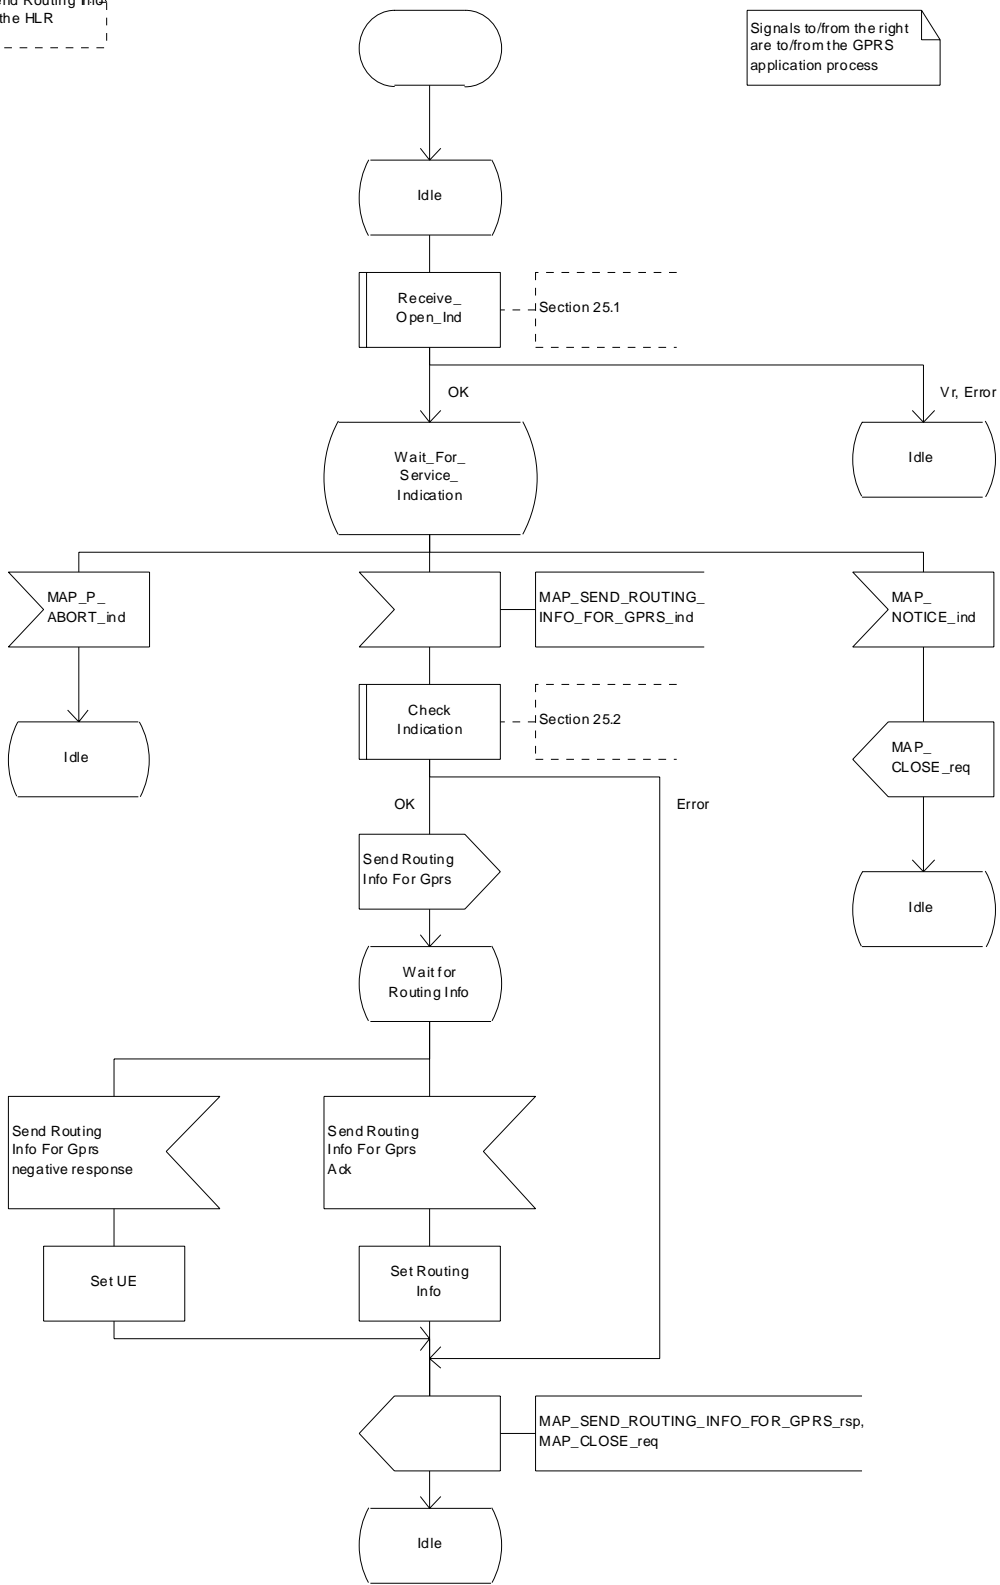 the HLR
Signals to/from the right
are to/from the GPRS
application process
Idle
Receive_
Open_Ind
Section 25.1
OK
Vr, Error
Wait_For_
Service_
Indication
Idle
MAP_P_
ABORT_ind
MAP_SEND_ROUTING_
INFO_FOR_GPRS_ind
MAP_
NOTICE_ind
Check
Indication
Section 25.2
Idle
MAP_
CLOSE_req
OK
Error
Send Routing
Info For Gprs
Idle
Wait for
Routing Info
Send Routing
Info For Gprs
negative response
Send Routing
Info For Gprs
Ack
Set UE
Set Routing
Info
MAP_SEND_ROUTING_INFO_FOR_GPRS_rsp,
MAP_CLOSE_req
Idle